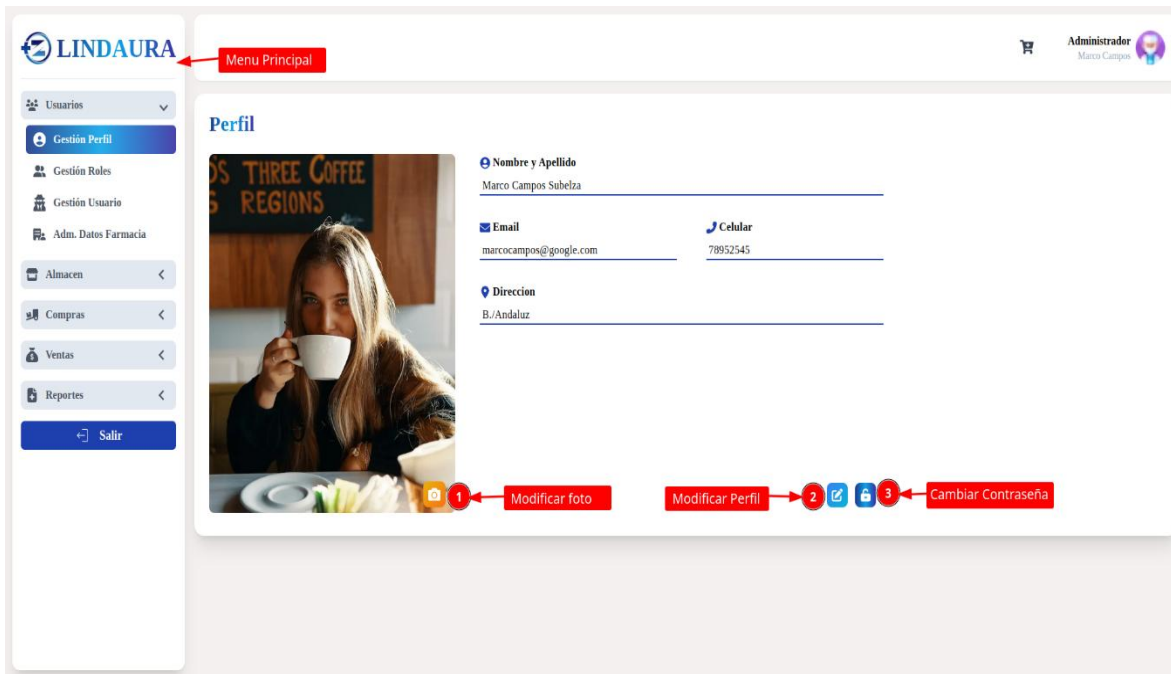 LINDAURA
Menu Principal
Administrador
Marco Campos
Usuarios
Gestión Perfil
Gestión Roles
Gestión Usuario
Adm. Datos Farmacia
Almacen
Compras
Ventas
Reportes
Salir
Perfil
THREE COFFEE
REGIONS
Nombre y Apellido
Marco Campos Subelza
Email
Celular
marcocampos@google.com
78952545
Direccion
B./Andaluz
1
Modificar foto
Modificar Perfil
2
3
Cambiar Contraseña